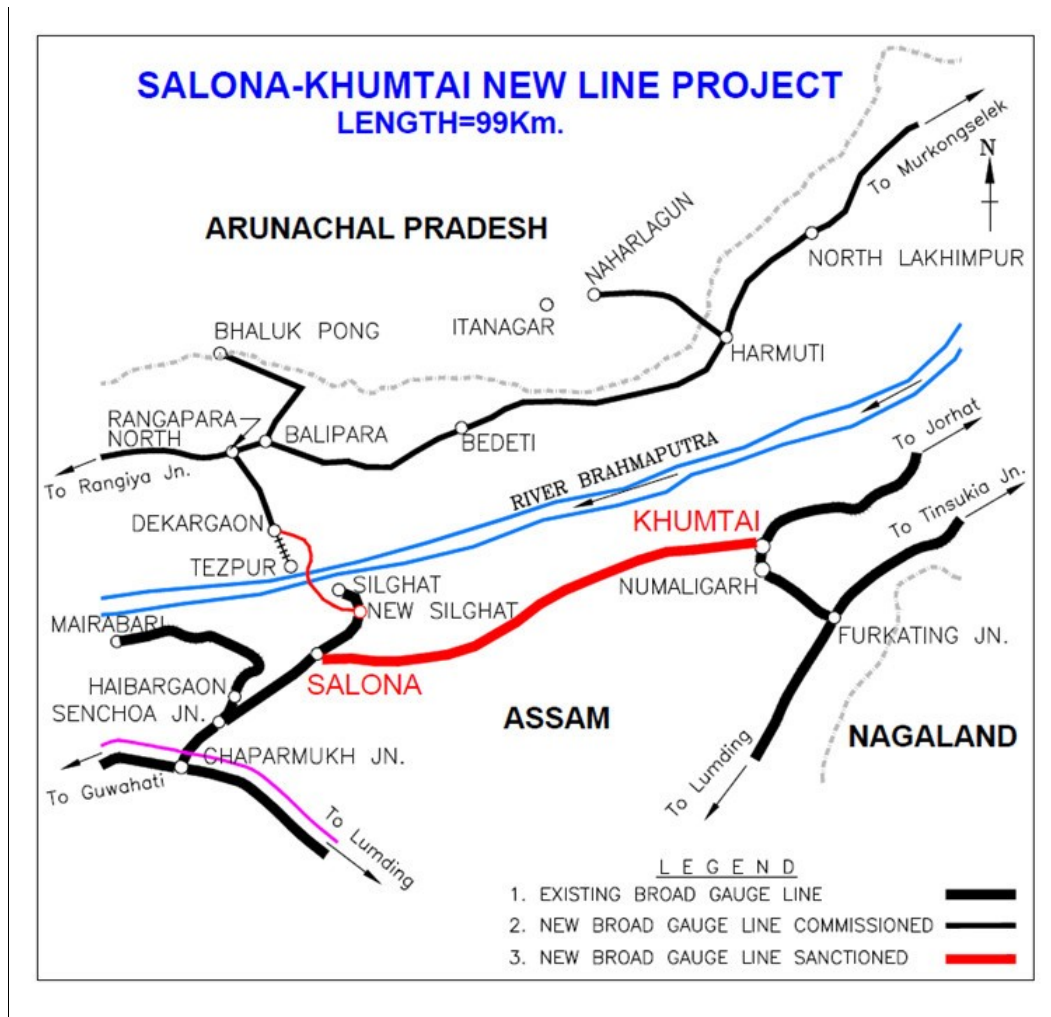 SALONA-KHUMTAI NEW LINE PROJECT
LENGTH=99Km.
To Murkongselek
N
ARUNACHAL PRADESH
NAHARLAGUN
NORTH LAKHIMPUR
ITANAGAR
BHALUK PONG
HARMUTI
RANGAPARA
NORTH
BALIPARA
BEDETI
To Jorhat
To Rangiya Jn.
RIVER BRAHMAPUTRA
To Tinsukia Jn.
DEKARGAON
KHUMTAI
TEZPUR
SILGHAT
NUMALIGARH
NEW SILGHAT
MAIRABARI
FURKATING JN.
HAIBARGAON
SALONA
SENCHOA JN.
ASSAM
NAGALAND
CHAPARMUKH JN.
To Guwahati
To Lumding
To Lumding
LEGEND
1. EXISTING BROAD GAUGE LINE
2. NEW BROAD GAUGE LINE COMMISSIONED
3. NEW BROAD GAUGE LINE SANCTIONED